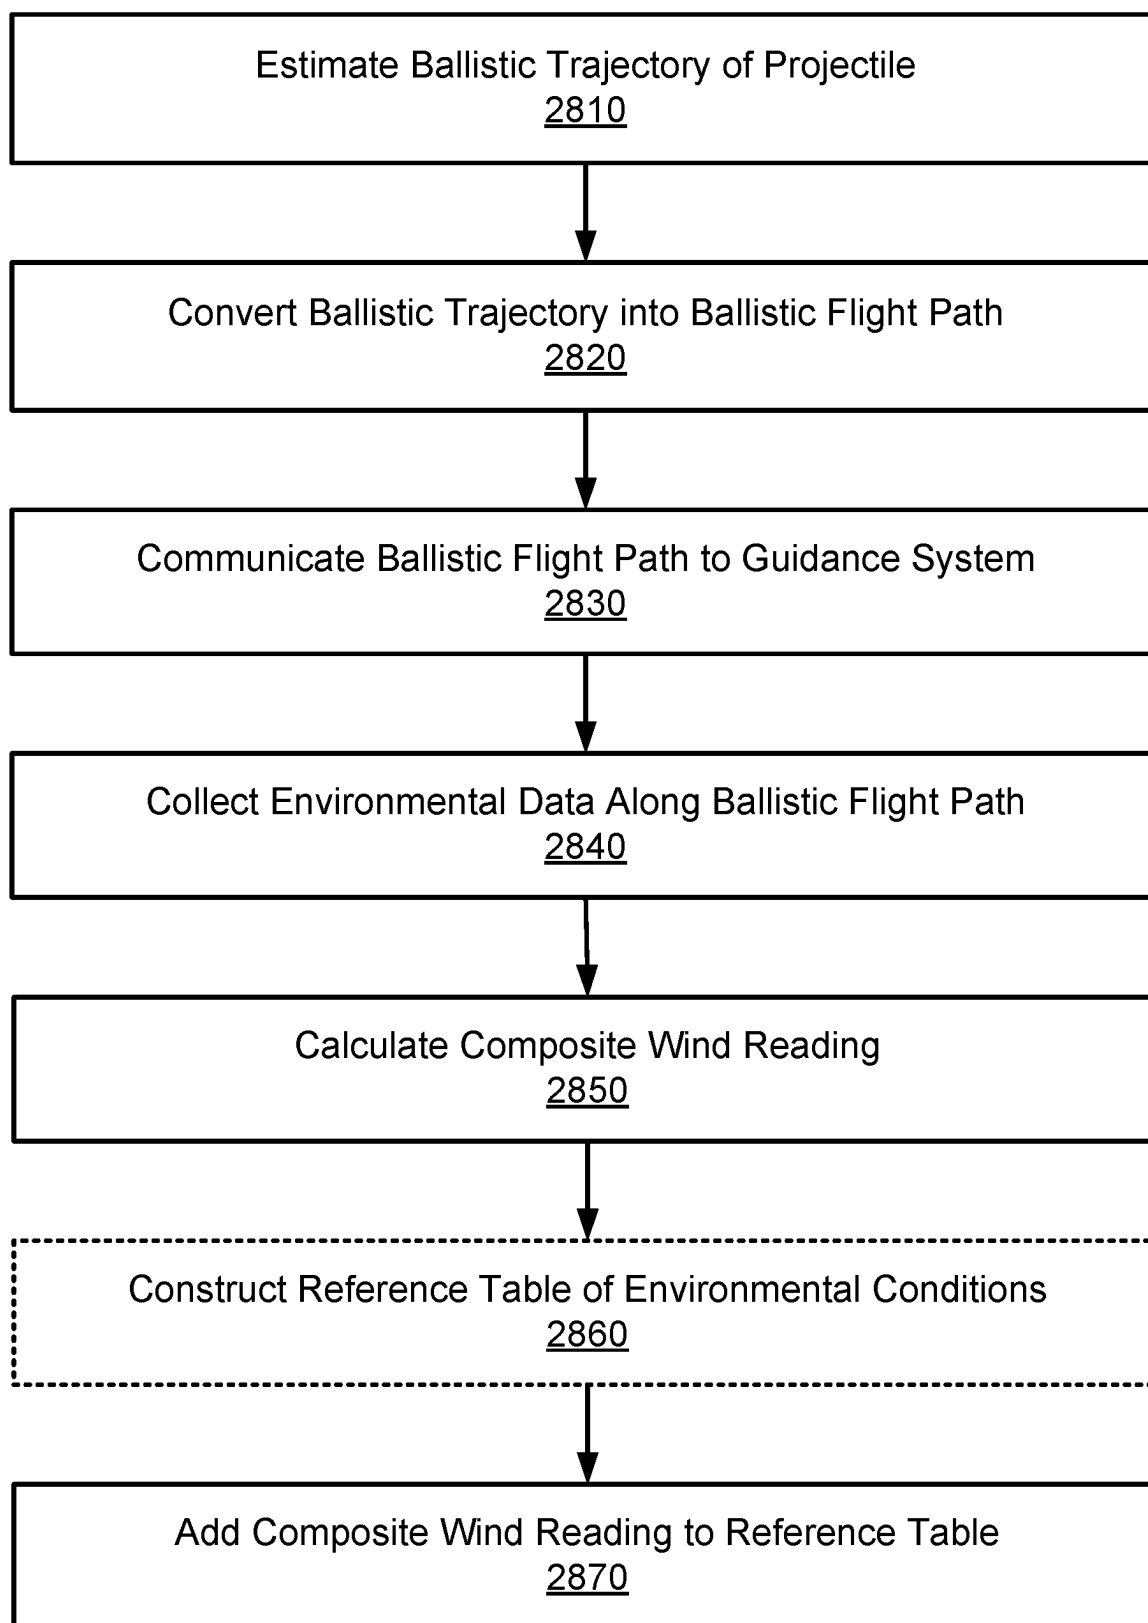 Estimate Ballistic Trajectory of Projectile
2810
Convert Ballistic Trajectory into Ballistic Flight Path
2820
Communicate Ballistic Flight Path to Guidance System
2830
Collect Environmental Data Along Ballistic Flight Path
2840
Calculate Composite Wind Reading
2850
Construct Reference Table of Environmental Conditions
2860
Add Composite Wind Reading to Reference Table
2870